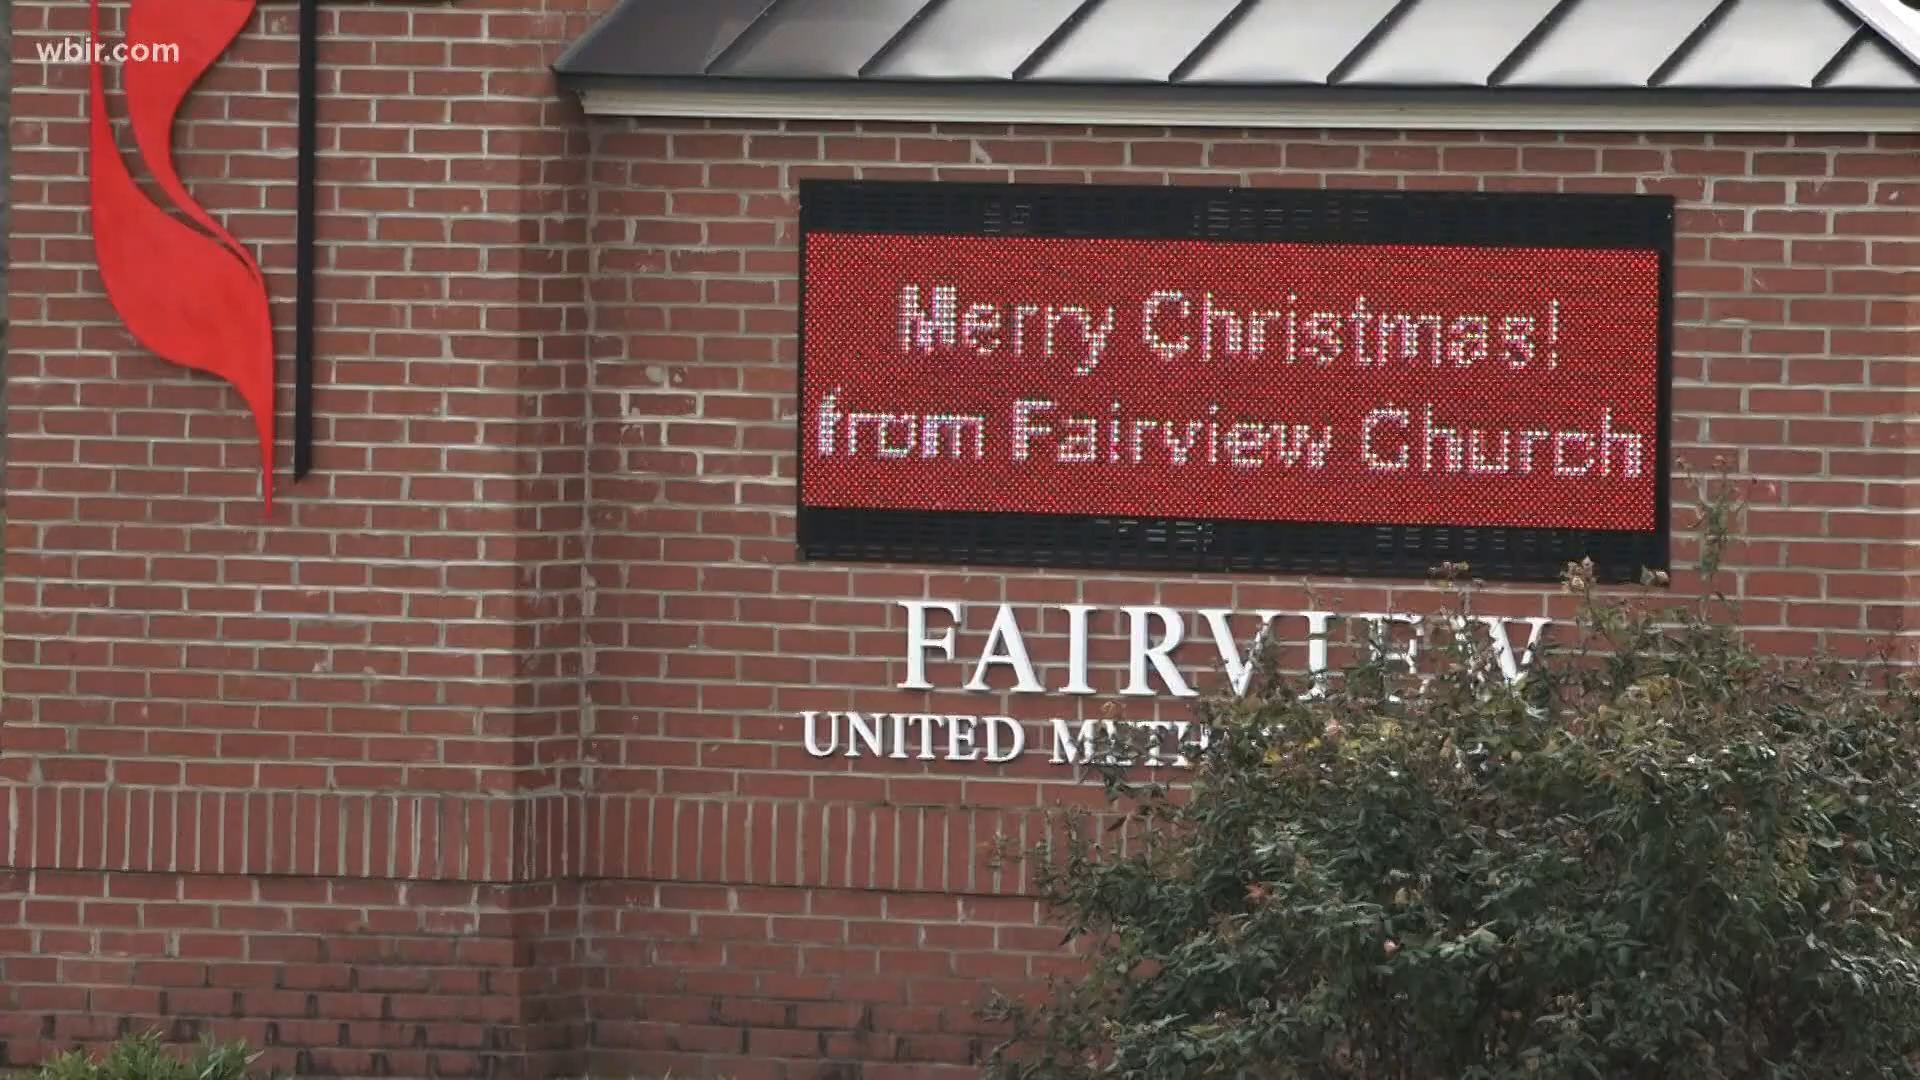 wbir.com
Merry Christmas!
from Fairview Church
FAIRVIEW
UNITED